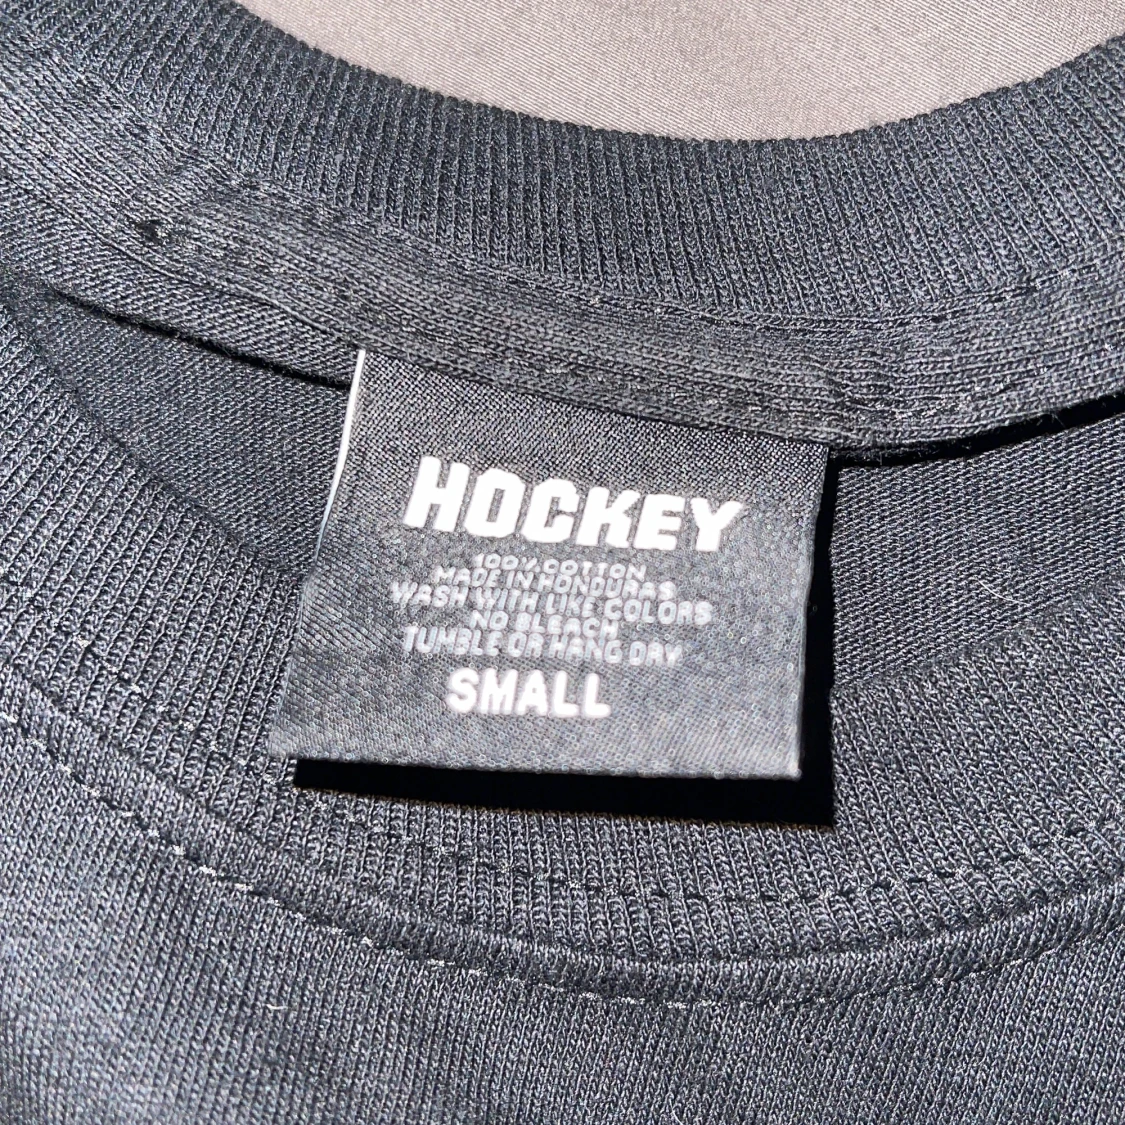 HOCKEY
100% COTTON
MADE IN HONDURAS
WASH WITH LIKE COLORS
NO BLEACH
TUMBLE OR HANG DRY
SMALL